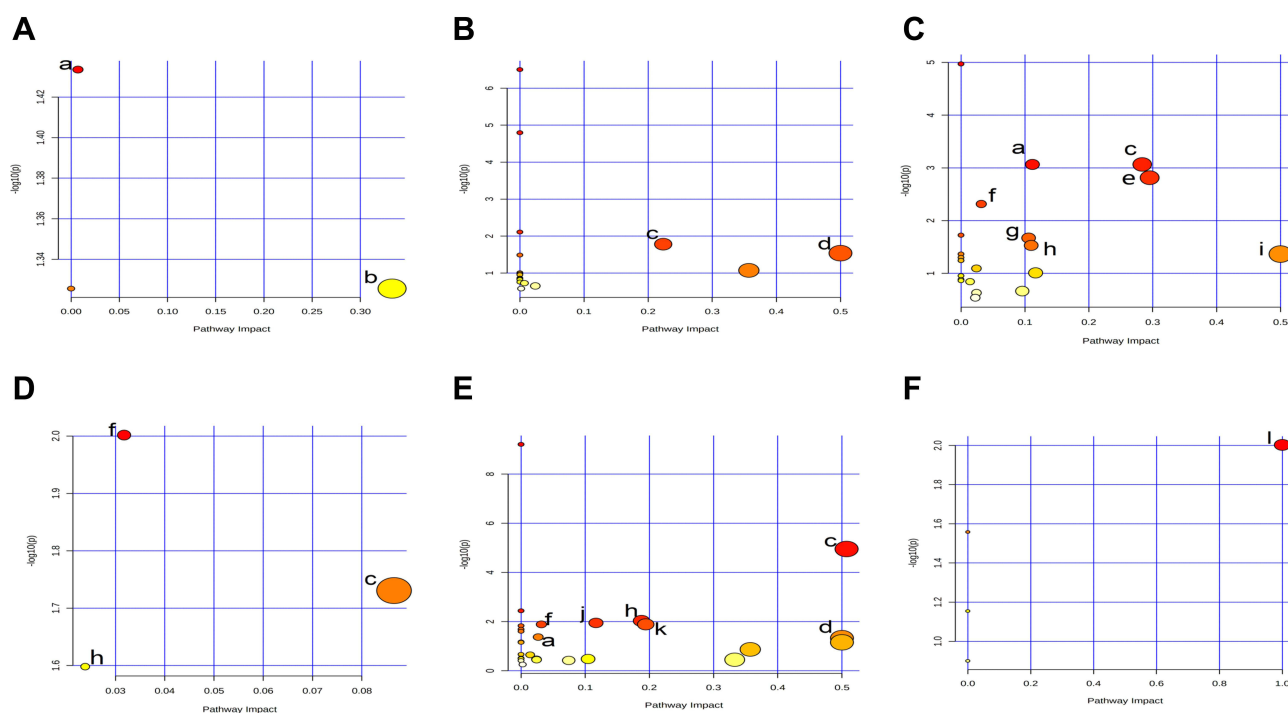 A
a
b
1.42
1.40
1.38
1.36
1.34
-log10(p)
0.00 0.05 0.10 0.15 0.20 0.25 0.30
Pathway Impact
B
c
d
6
5
4
3
2
1
-log10(p)
0.0 0.1 0.2 0.3 0.4 0.5
Pathway Impact
C
a
c
e
f
g
h
i
5
4
3
2
1
-log10(p)
0.0 0.1 0.2 0.3 0.4 0.5
Pathway Impact
D
f
c
h
2.0
1.9
1.8
1.7
1.6
-log10(p)
0.03 0.04 0.05 0.06 0.07 0.08
Pathway Impact
E
c
f
j
h
k
a
d
8
6
4
2
0
-log10(p)
0.0 0.1 0.2 0.3 0.4 0.5
Pathway Impact
F
l
2.0
1.8
1.6
1.4
1.2
1.0
-log10(p)
0.0 0.2 0.4 0.6 0.8 1.0
Pathway Impact